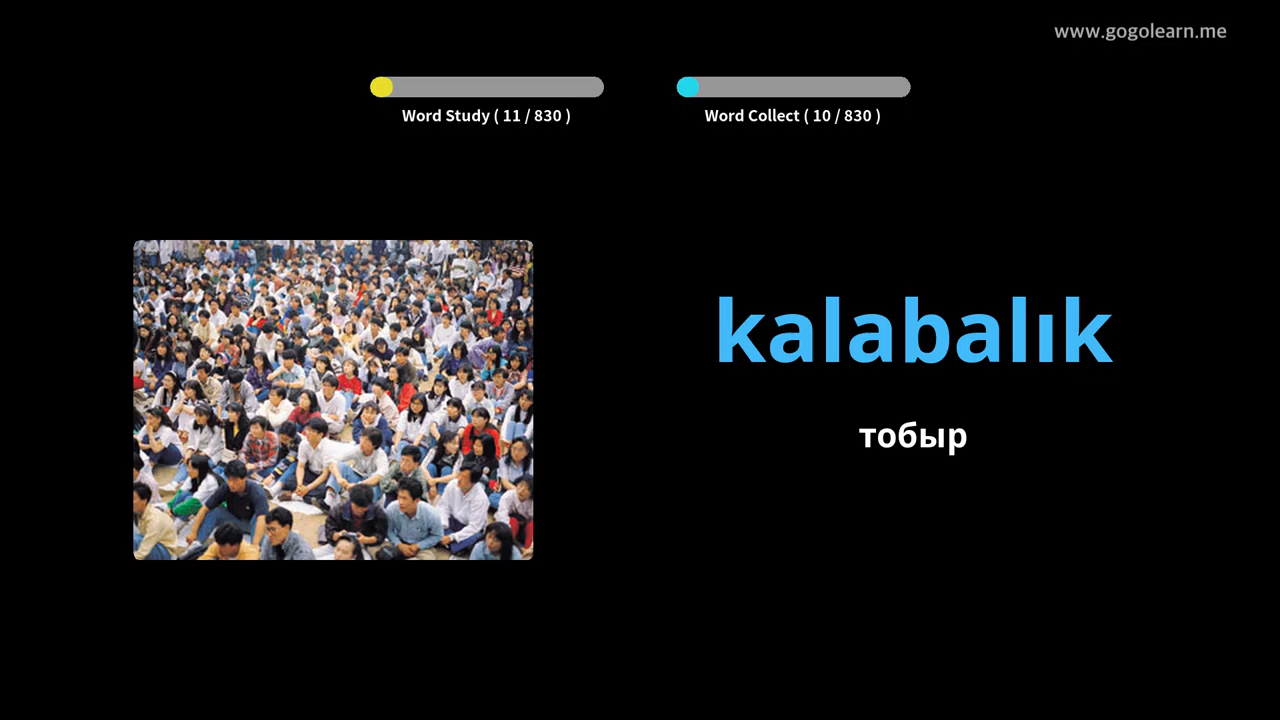 www.gogolearn.me
Word Study ( 11 / 830 )
Word Collect ( 10 / 830 )
kalabalık
тобыр